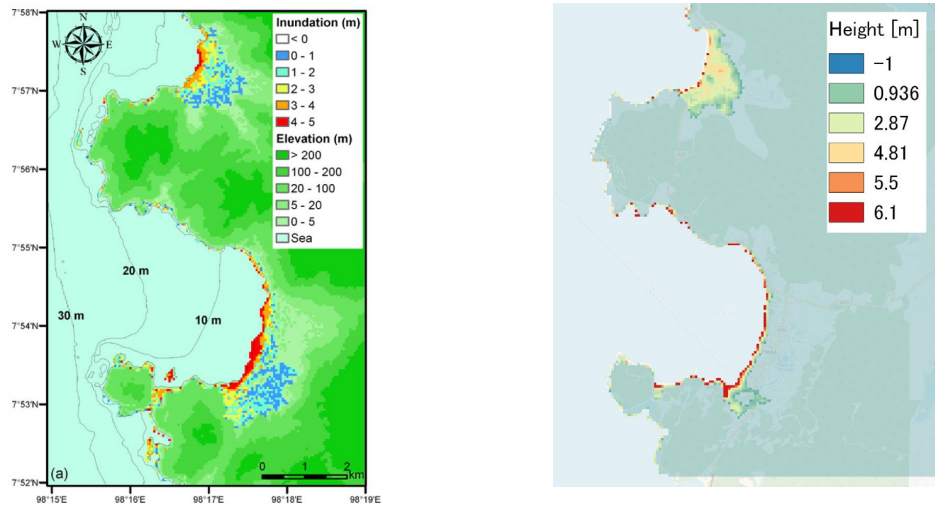 7°58'N
7°57'N
7°56'N
7°55'N
7°54'N
7°53'N
7°52'N
98°15'E
98°16'E
98°17'E
98°18'E
98°19'E
N
W
E
S
Inundation (m)
< 0
0 - 1
1 - 2
2 - 3
3 - 4
4 - 5
Elevation (m)
> 200
100 - 200
20 - 100
5 - 20
0 - 5
Sea
20 m
30 m
10 m
(a)
0 1 2
km
Height [m]
-1
0.936
2.87
4.81
5.5
6.1